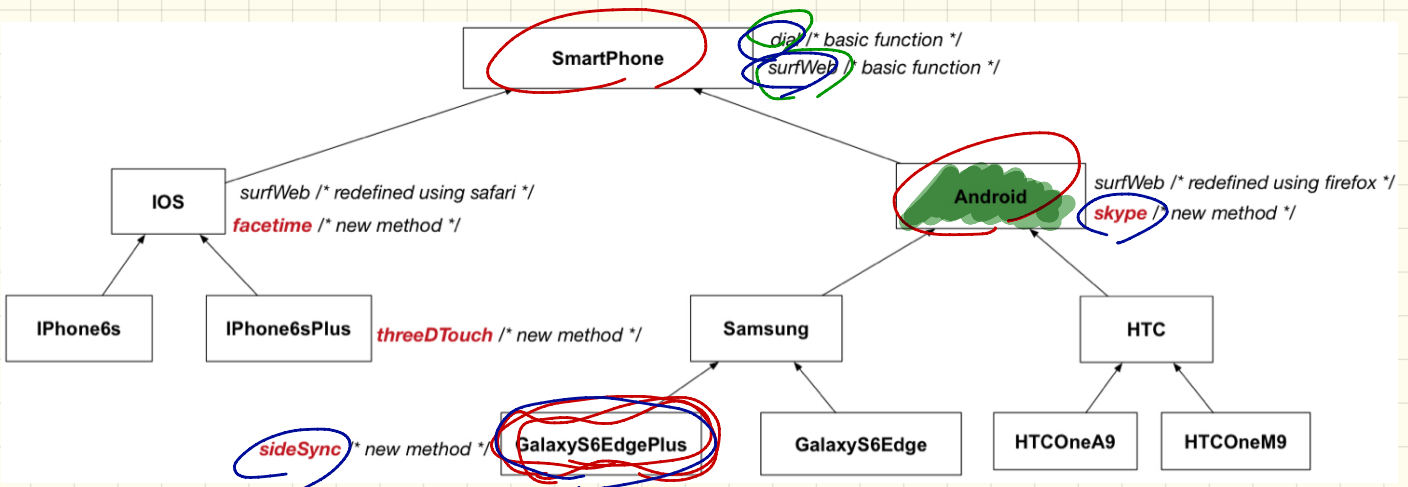 SmartPhone
dial /* basic function */
surfWeb /* basic function */
IOS
surfWeb /* redefined using safari */
facetime /* new method */
Android
surfWeb /* redefined using firefox */
skype /* new method */
IPhone6s
IPhone6sPlus
threeDTouch /* new method */
Samsung
HTC
sideSync /* new method */
GalaxyS6EdgePlus
GalaxyS6Edge
HTCOneA9
HTCOneM9